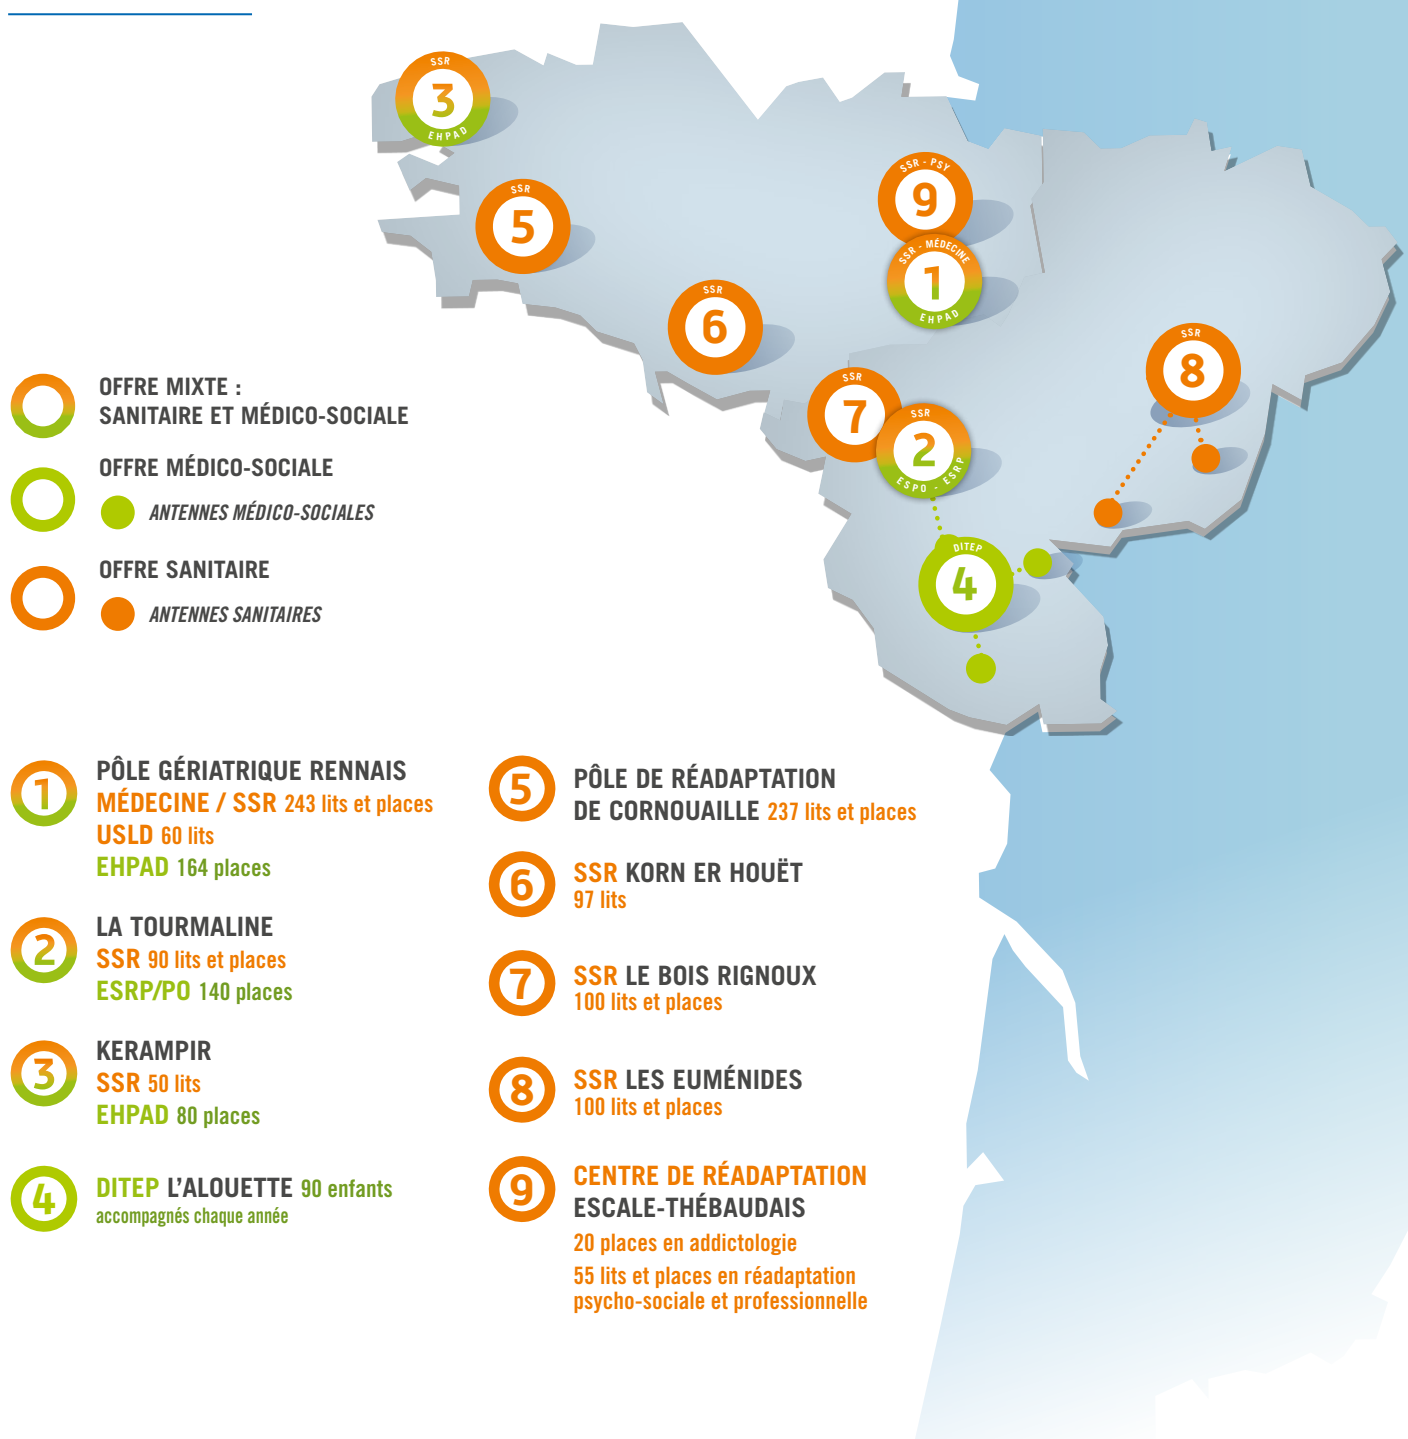 SSR
3
EHPAD
SSR
5
SSR
6
SSR - PSY
9
SSR - MÉDECINE
1
EHPAD
SSR
8
SSR
7
SSR
2
ESPO - ESRP
DITEP
4
OFFRE MIXTE :
SANITAIRE ET MÉDICO-SOCIALE
OFFRE MÉDICO-SOCIALE
ANTENNES MÉDICO-SOCIALES
OFFRE SANITAIRE
ANTENNES SANITAIRES
1
PÔLE GÉRIATRIQUE RENNAIS
MÉDECINE / SSR 243 lits et places
USLD 60 lits
EHPAD 164 places
2
LA TOURMALINE
SSR 90 lits et places
ESRP/PO 140 places
3
KERAMPIR
SSR 50 lits
EHPAD 80 places
4
DITEP L'ALOUETTE 90 enfants
accompagnés chaque année
5
PÔLE DE RÉADAPTATION
DE CORNOUAILLE 237 lits et places
6
SSR KORN ER HOUËT
97 lits
7
SSR LE BOIS RIGNOUX
100 lits et places
8
SSR LES EUMÉNIDES
100 lits et places
9
CENTRE DE RÉADAPTATION
ESCALE-THÉBAUDAIS
20 places en addictologie
55 lits et places en réadaptation
psycho-sociale et professionnelle